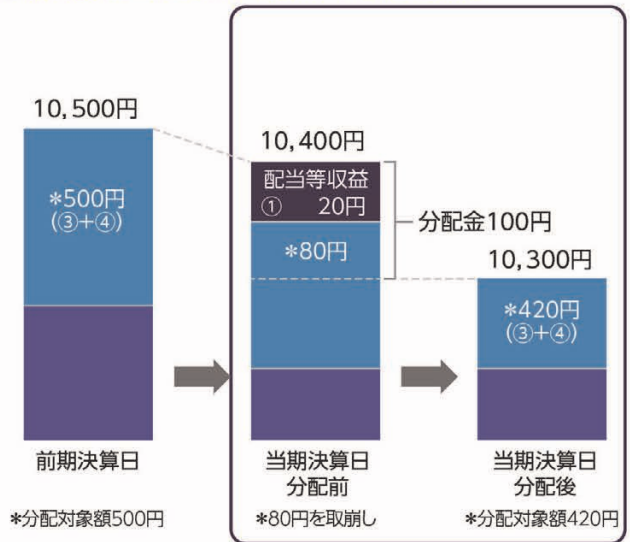 10,500円
*500円
(③+④)
前期決算日
*分配対象額500円
10,400円
配当等収益
① 20円
*80円
分配金100円
当期決算日
分配前
*80円を取崩し
10,300円
*420円
(③+④)
当期決算日
分配後
*分配対象額420円